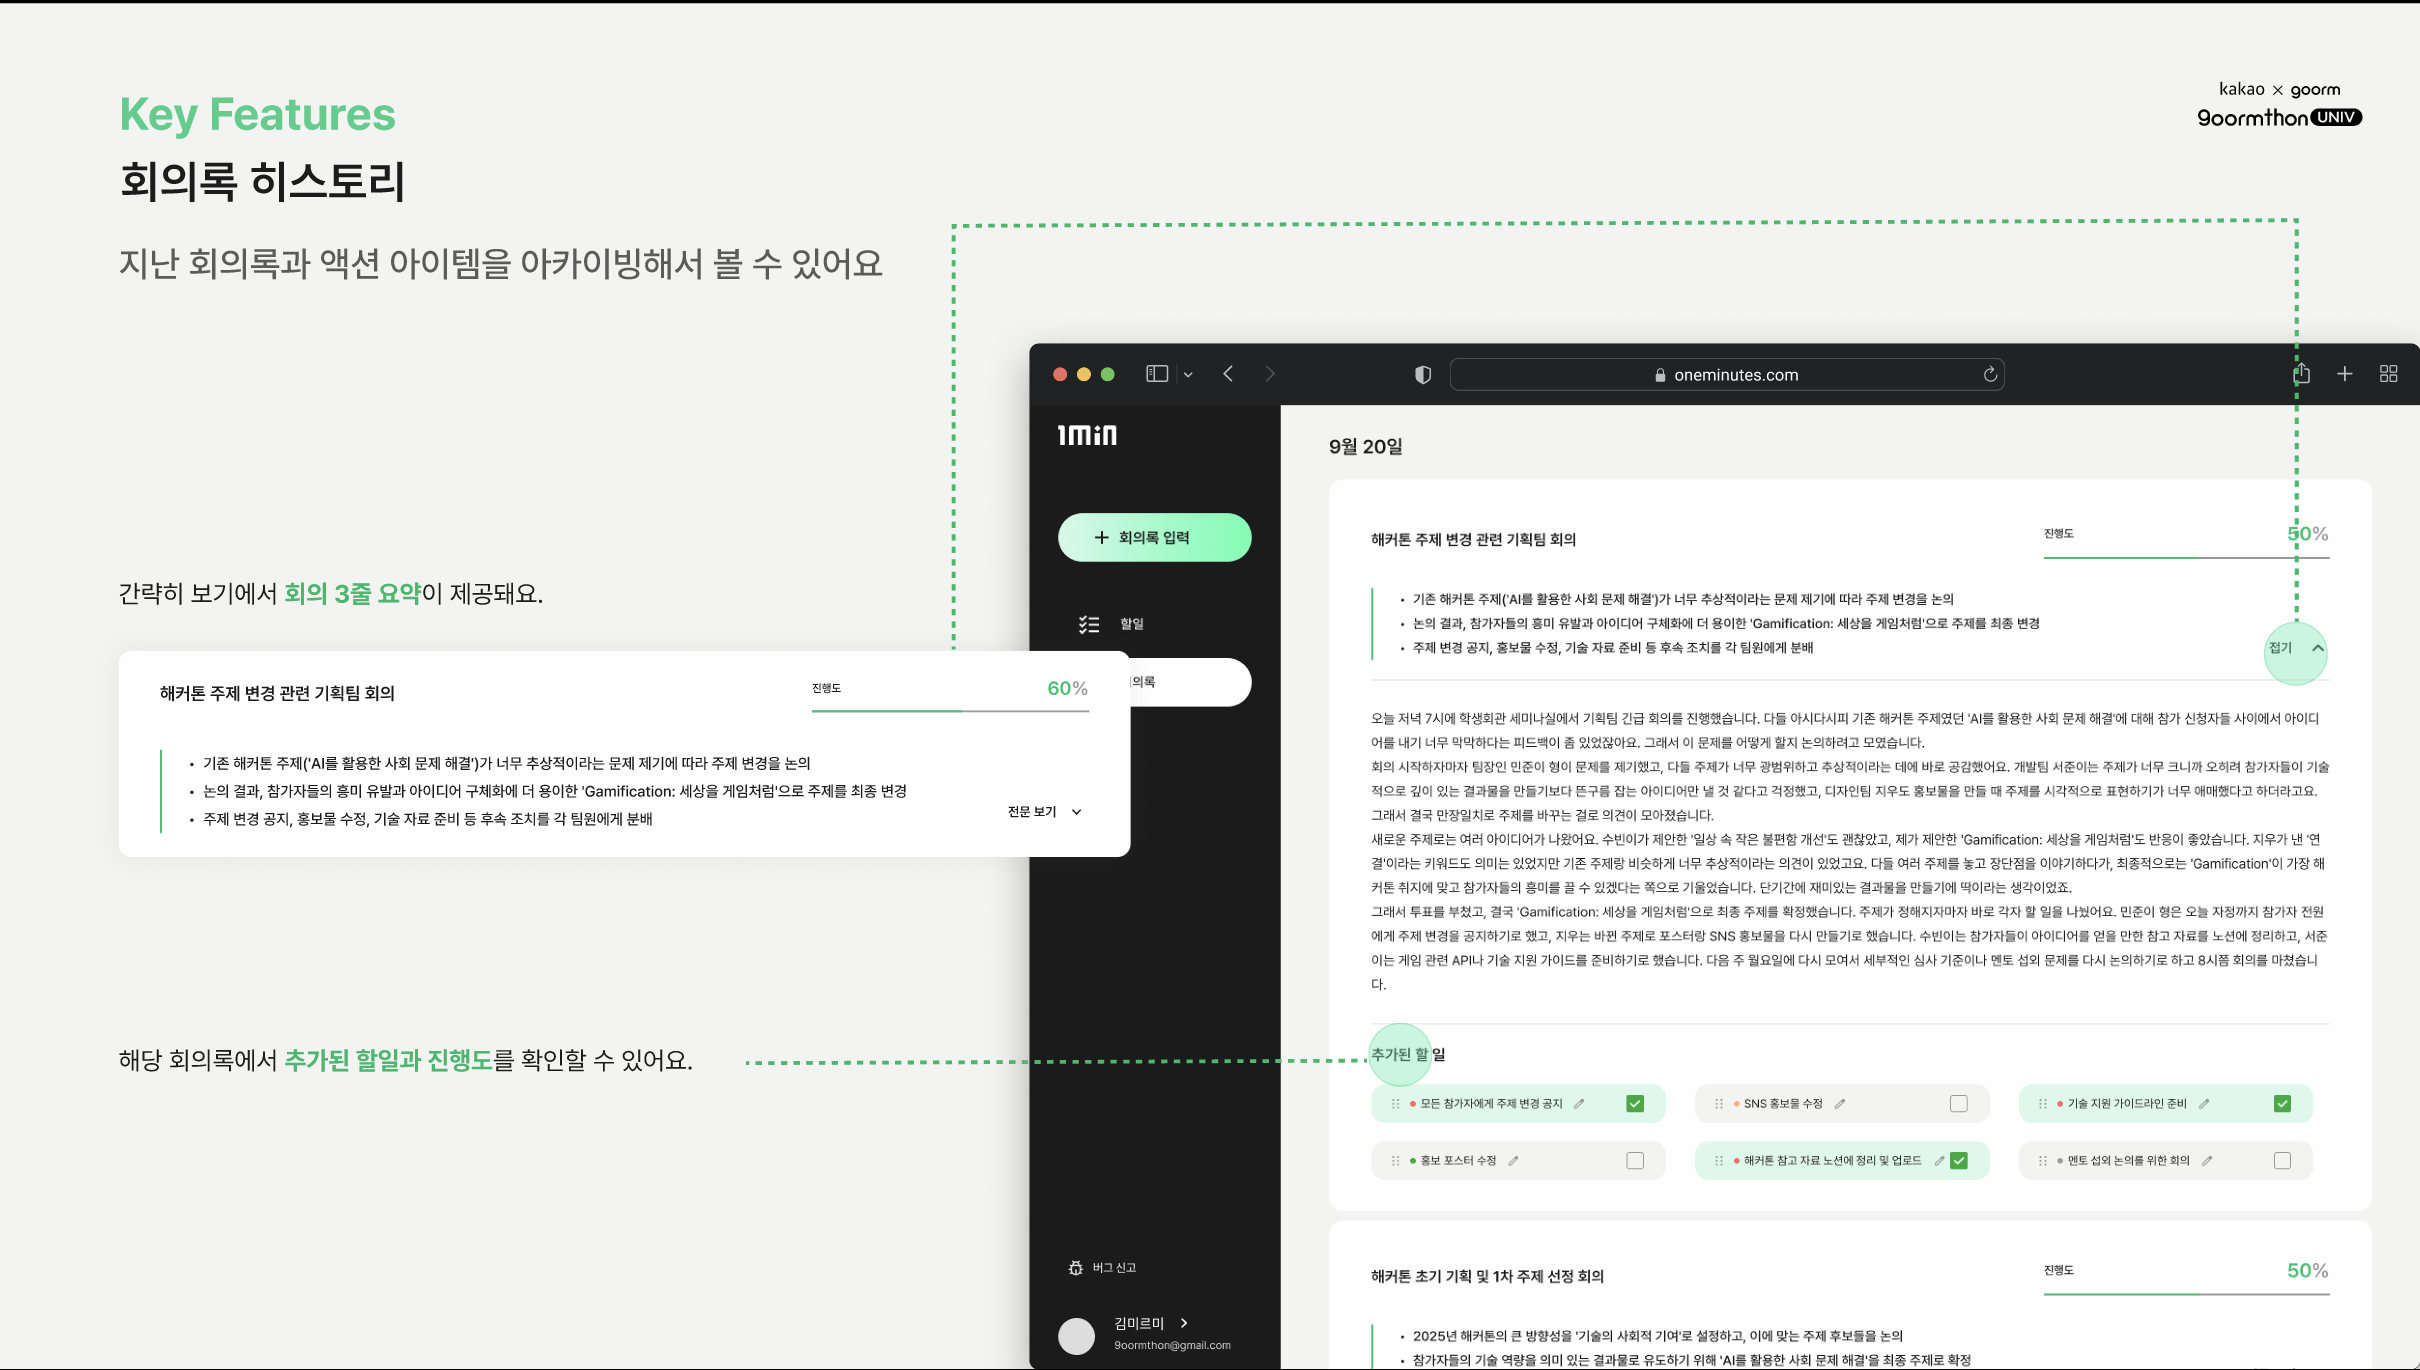 Key Features
회의록 히스토리
지난 회의록과 액션 아이템을 아카이빙해서 볼 수 있어요
kakao × goorm
9oormthon UNIV
간략히 보기에서 회의 3줄 요약이 제공돼요.
해커톤 주제 변경 관련 기획팀 회의
진행도
60%
• 기존 해커톤 주제('AI를 활용한 사회 문제 해결')가 너무 추상적이라는 문제 제기에 따라 주제 변경을 논의
• 논의 결과, 참가자들의 흥미 유발과 아이디어 구체화에 더 용이한 'Gamification: 세상을 게임처럼'으로 주제를 최종 변경
• 주제 변경 공지, 홍보물 수정, 기술 자료 준비 등 후속 조치를 각 팀원에게 분배
전문 보기
해당 회의록에서 추가된 할일과 진행도를 확인할 수 있어요.
oneminutes.com
1min
+ 회의록 입력
할일
의록
버그 신고
김미르미
9oormthon@gmail.com
9월 20일
해커톤 주제 변경 관련 기획팀 회의
진행도
50%
• 기존 해커톤 주제('AI를 활용한 사회 문제 해결')가 너무 추상적이라는 문제 제기에 따라 주제 변경을 논의
• 논의 결과, 참가자들의 흥미 유발과 아이디어 구체화에 더 용이한 'Gamification: 세상을 게임처럼'으로 주제를 최종 변경
• 주제 변경 공지, 홍보물 수정, 기술 자료 준비 등 후속 조치를 각 팀원에게 분배
접기
오늘 저녁 7시에 학생회관 세미나실에서 기획팀 긴급 회의를 진행했습니다. 다들 아시다시피 기존 해커톤 주제였던 'AI를 활용한 사회 문제 해결'에 대해 참가 신청자들 사이에서 아이디
어를 내기 너무 막막하다는 피드백이 좀 있었잖아요. 그래서 이 문제를 어떻게 할지 논의하려고 모였습니다.
회의 시작하자마자 팀장인 민준이 형이 문제를 제기했고, 다들 주제가 너무 광범위하고 추상적이라는 데에 바로 공감했어요. 개발팀 서준이는 주제가 너무 크니까 오히려 참가자들이 기술
적으로 깊이 있는 결과물을 만들기보다 뜬구름 잡는 아이디어만 낼 것 같다고 걱정했고, 디자인팀 지우도 홍보물을 만들 때 주제를 시각적으로 표현하기가 너무 애매했다고 하더라고요.
그래서 결국 만장일치로 주제를 바꾸는 걸로 의견이 모아졌습니다.
새로운 주제로는 여러 아이디어가 나왔어요. 수빈이가 제안한 '일상 속 작은 불편함 개선'도 괜찮았고, 제가 제안한 'Gamification: 세상을 게임처럼'도 반응이 좋았습니다. 지우가 낸 '연
결'이라는 키워드도 의미는 있었지만 기존 주제랑 비슷하게 너무 추상적이라는 의견이 있었고요. 다들 여러 주제를 놓고 장단점을 이야기하다가, 최종적으로는 'Gamification'이 가장 해
커톤 취지에 맞고 참가자들의 흥미를 끌 수 있겠다는 쪽으로 기울었습니다. 단기간에 재미있는 결과물을 만들기에 딱이라는 생각이었죠.
그래서 투표를 부쳤고, 결국 'Gamification: 세상을 게임처럼'으로 최종 주제를 확정했습니다. 주제가 정해지자마자 바로 각자 할 일을 나눴어요. 민준이 형은 오늘 자정까지 참가자 전원
에게 주제 변경을 공지하기로 했고, 지우는 바뀐 주제로 포스터랑 SNS 홍보물을 다시 만들기로 했습니다. 수빈이는 참가자들이 아이디어를 얻을 만한 참고 자료를 노션에 정리하고, 서준
이는 게임 관련 API나 기술 지원 가이드를 준비하기로 했습니다. 다음 주 월요일에 다시 모여서 세부적인 심사 기준이나 멘토 섭외 문제를 다시 논의하기로 하고 8시쯤 회의를 마쳤습니
다.
추가된 할 일
모든 참가자에게 주제 변경 공지
SNS 홍보물 수정
기술 지원 가이드라인 준비
홍보 포스터 수정
해커톤 참고 자료 노션에 정리 및 업로드
멘토 섭외 논의를 위한 회의
해커톤 초기 기획 및 1차 주제 선정 회의
진행도
50%
• 2025년 해커톤의 큰 방향성을 '기술의 사회적 기여'로 설정하고, 이에 맞는 주제 후보들을 논의
• 참가자들의 기술 역량을 의미 있는 결과물로 유도하기 위해 'AI를 활용한 사회 문제 해결'을 최종 주제로 확정